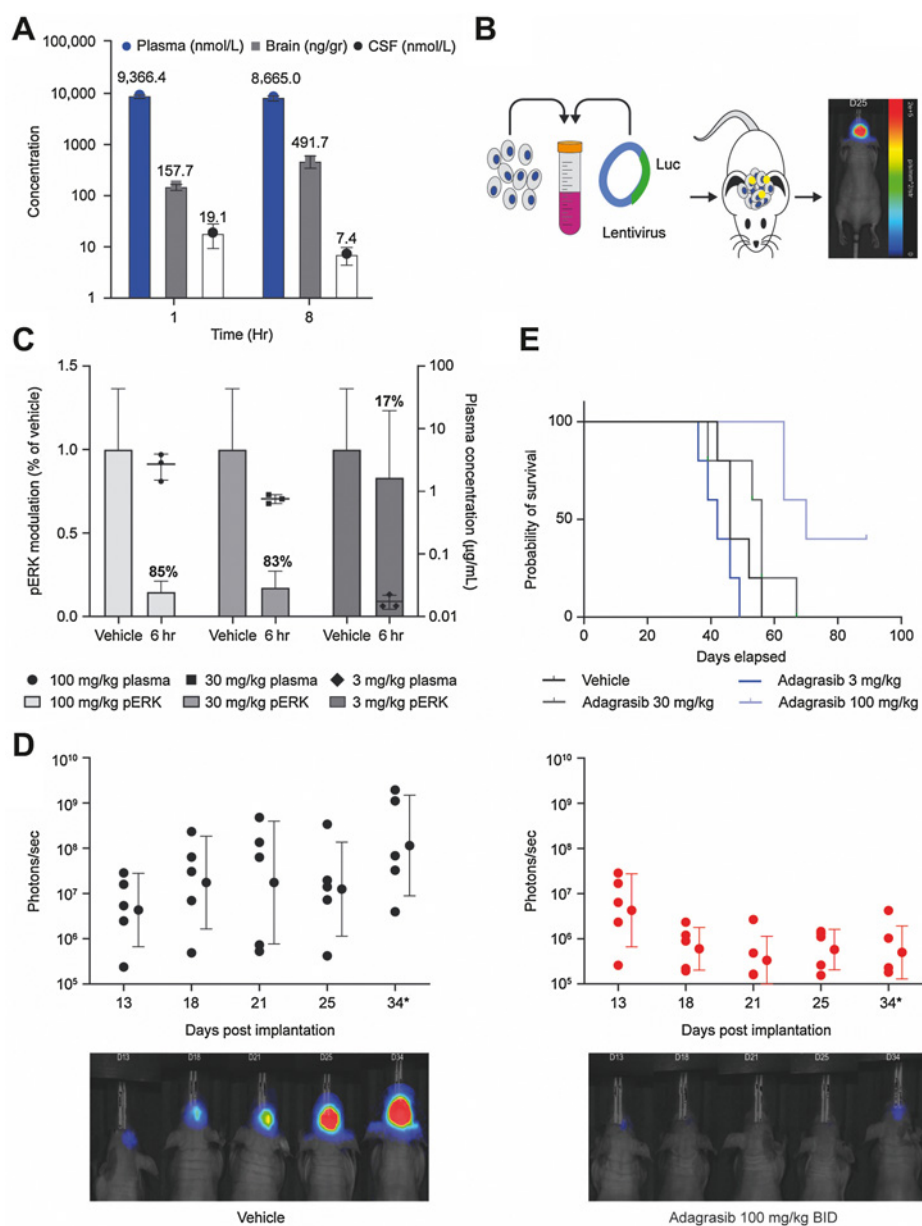 A
100,000
Plasma (nmol/L) Brain (ng/gr) CSF (nmol/L)
9,366.4
8,665.0
10,000
1000
491.7
157.7
100
19.1
10
7.4
1
Concentration
1
8
Time (Hr)
B
Luc
Lentivirus
D25
0
C
1.5
1.0
0.5
0.0
pERK modulation (% of vehicle)
100
10
1
0.1
0.01
Plasma concentration (µg/mL)
85%
83%
17%
Vehicle 6 hr
Vehicle 6 hr
Vehicle 6 hr
100 mg/kg plasma 30 mg/kg plasma 3 mg/kg plasma
100 mg/kg pERK 30 mg/kg pERK 3 mg/kg pERK
E
100
50
0
Probability of survival
0 20 40 60 80 100
Days elapsed
Vehicle Adagrasib 3 mg/kg
Adagrasib 30 mg/kg Adagrasib 100 mg/kg
D
10¹⁰
10⁹
10⁸
10⁷
10⁶
10⁵
Photons/sec
13 18 21 25 34*
Days post implantation
D13 D18 D21 D25 D34
Vehicle
10¹⁰
10⁹
10⁸
10⁷
10⁶
10⁵
Photons/sec
13 18 21 25 34*
Days post implantation
D13 D18 D21 D25 D34
Adagrasib 100 mg/kg BID